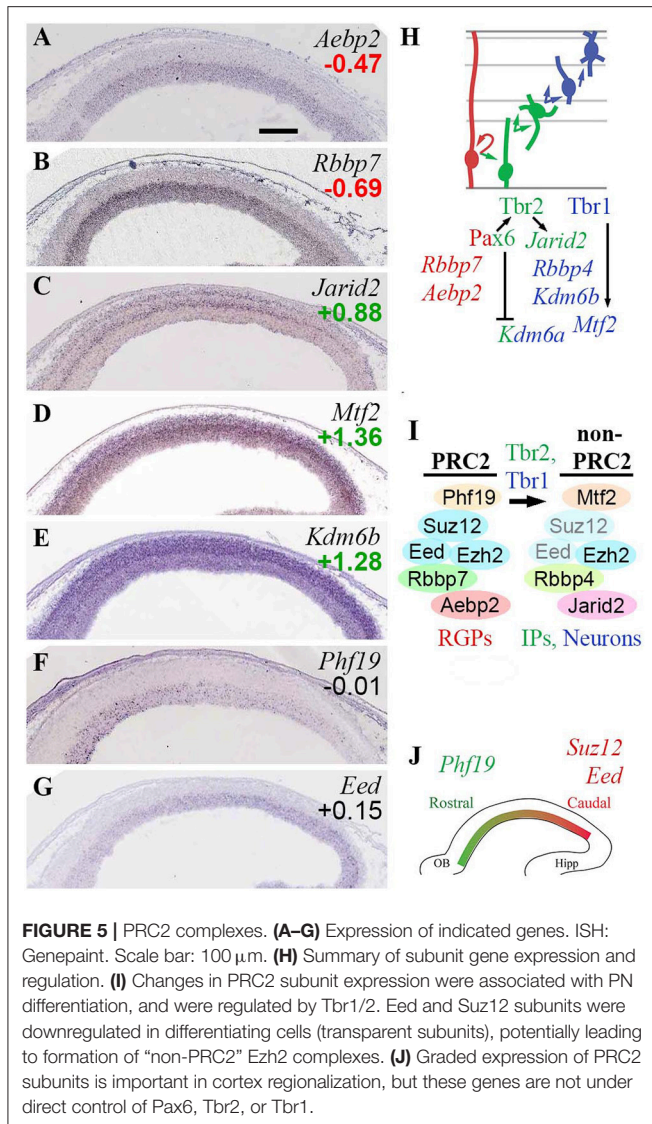 A
Aebp2
-0.47
B
Rbbp7
-0.69
C
Jarid2
+0.88
D
Mtf2
+1.36
E
Kdm6b
+1.28
F
Phf19
-0.01
G
Eed
+0.15
H
Tbr2 Tbr1
Pax6 Jarid2
Rbbp7 Rbbp4
Aebp2 Kdm6b
Kdm6a Mtf2
I
PRC2 Tbr2, Tbr1 non-PRC2
Phf19 Mtf2
Suz12 Suz12
Eed Ezh2 Eed Ezh2
Rbbp7 Rbbp4
Aebp2 Jarid2
RGPs IPs, Neurons
J
Phf19 Suz12
Eed
Rostral Caudal
OB Hipp
FIGURE 5 | PRC2 complexes. (A–G) Expression of indicated genes. ISH:
Genepaint. Scale bar: 100 μm. (H) Summary of subunit gene expression and
regulation. (I) Changes in PRC2 subunit expression were associated with PN
differentiation, and were regulated by Tbr1/2. Eed and Suz12 subunits were
downregulated in differentiating cells (transparent subunits), potentially leading
to formation of “non-PRC2” Ezh2 complexes. (J) Graded expression of PRC2
subunits is important in cortex regionalization, but these genes are not under
direct control of Pax6, Tbr2, or Tbr1.